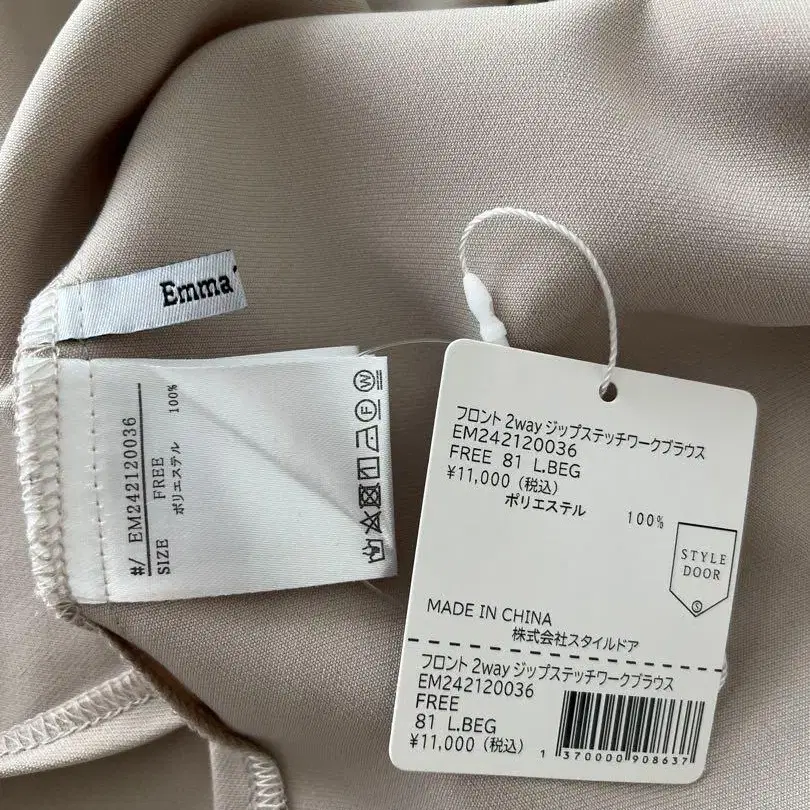 Emma
#/ EM242120036
SIZE FREE
ポリエステル 100%
F
W
フロント 2way ジップステッチワークブラウス
EM242120036
FREE 81 L.BEG
¥11,000 (税込)
ポリエステル 100%
STYLE
DOOR
S
MADE IN CHINA
株式会社スタイルドア
フロント 2way ジップステッチワークブラウス
EM242120036
FREE
81 L.BEG
¥11,000 (税込)
1 370000 908637